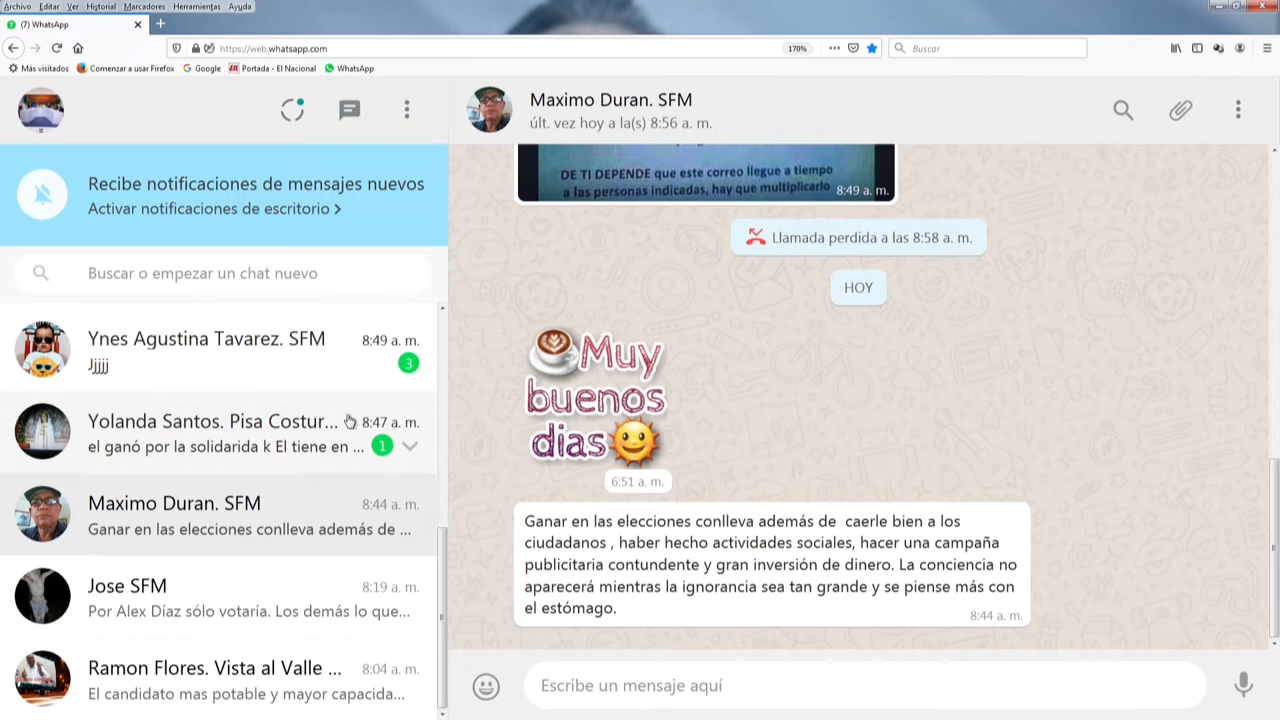 Archivo Editar Ver Historial Marcadores Herramientas Ayuda
(7) WhatsApp
https://web.whatsapp.com
170%
Buscar
Más visitados Comenzar a usar Firefox Google Portada - El Nacional WhatsApp
Maximo Duran. SFM
últ. vez hoy a la(s) 8:56 a. m.
Recibe notificaciones de mensajes nuevos
Activar notificaciones de escritorio >
Buscar o empezar un chat nuevo
Ynes Agustina Tavarez. SFM 8:49 a. m.
Jjjjj 3
Yolanda Santos. Pisa Costur... 8:47 a. m.
el ganó por la solidarida k El tiene en ... 1
Maximo Duran. SFM 8:44 a. m.
Ganar en las elecciones conlleva además de ...
Jose SFM 8:19 a. m.
Por Alex Díaz sólo votaría. Los demás lo que...
Ramon Flores. Vista al Valle ... 8:04 a. m.
El candidato mas potable y mayor capacida...
DE TI DEPENDE que este correo llegue a tiempo
a las personas indicadas, hay que multiplicarlo
8:49 a. m.
Llamada perdida a las 8:58 a. m.
HOY
Muy
buenos
dias
6:51 a. m.
Ganar en las elecciones conlleva además de caerle bien a los
ciudadanos , haber hecho actividades sociales, hacer una campaña
publicitaria contundente y gran inversión de dinero. La conciencia no
aparecerá mientras la ignorancia sea tan grande y se piense más con
el estómago.
8:44 a. m.
Escribe un mensaje aquí